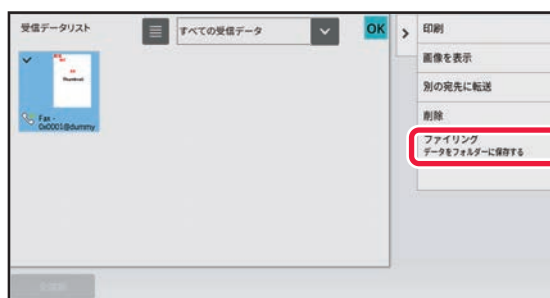 受信データリスト
すべての受信データ
OK
印刷
画像を表示
別の宛先に転送
削除
ファイリング
データをフォルダーに保存する
Thumbnail
Fax -
0x0001@dummy